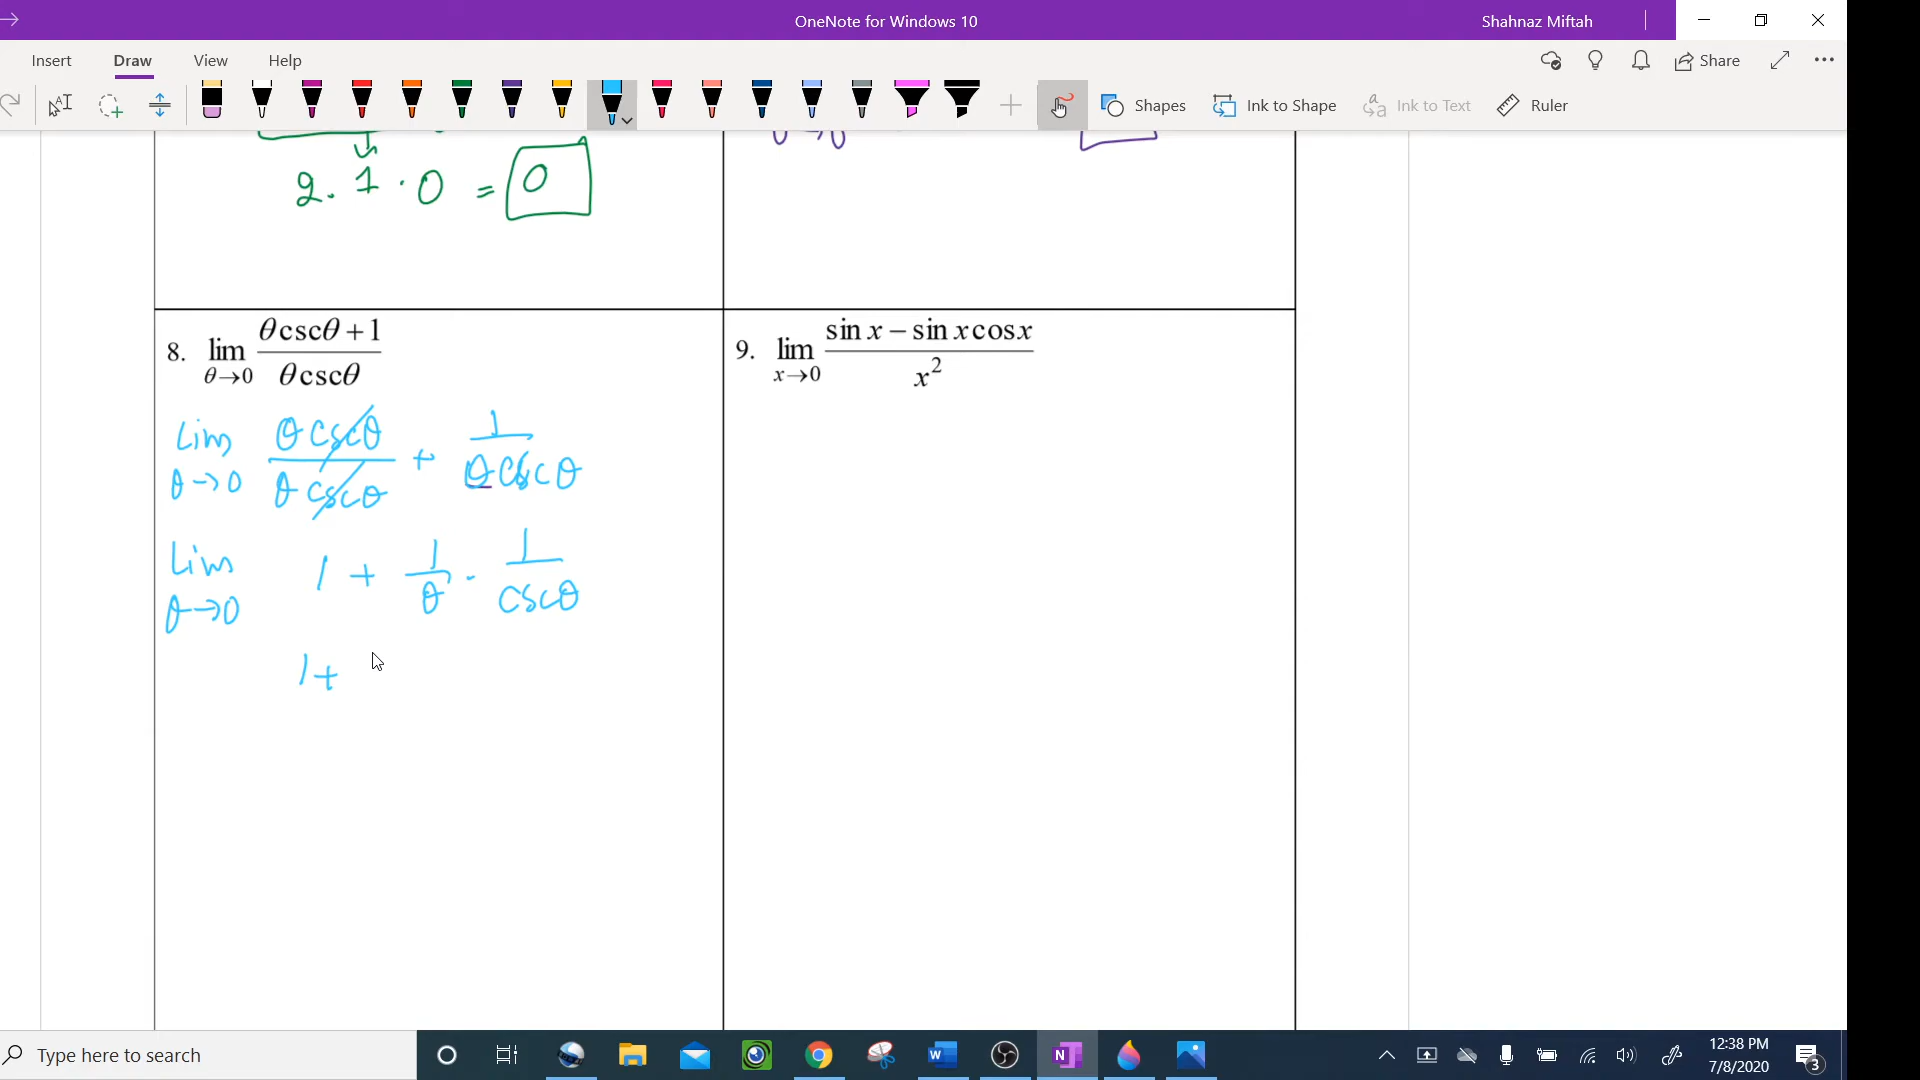 OneNote for Windows 10
Shahnaz Miftah
Insert Draw View Help
Share
Shapes Ink to Shape Ink to Text Ruler
2 . 1 · 0 = 0
8. lim θ→0 (θcscθ + 1)/(θcscθ)
lim θ→0 (θcscθ)/(θcscθ) + 1/(θcscθ)
lim θ→0 1 + 1/θ · 1/cscθ
1+
9. lim x→0 (sin x − sin x cos x)/x²
Type here to search
12:38 PM
7/8/2020
3